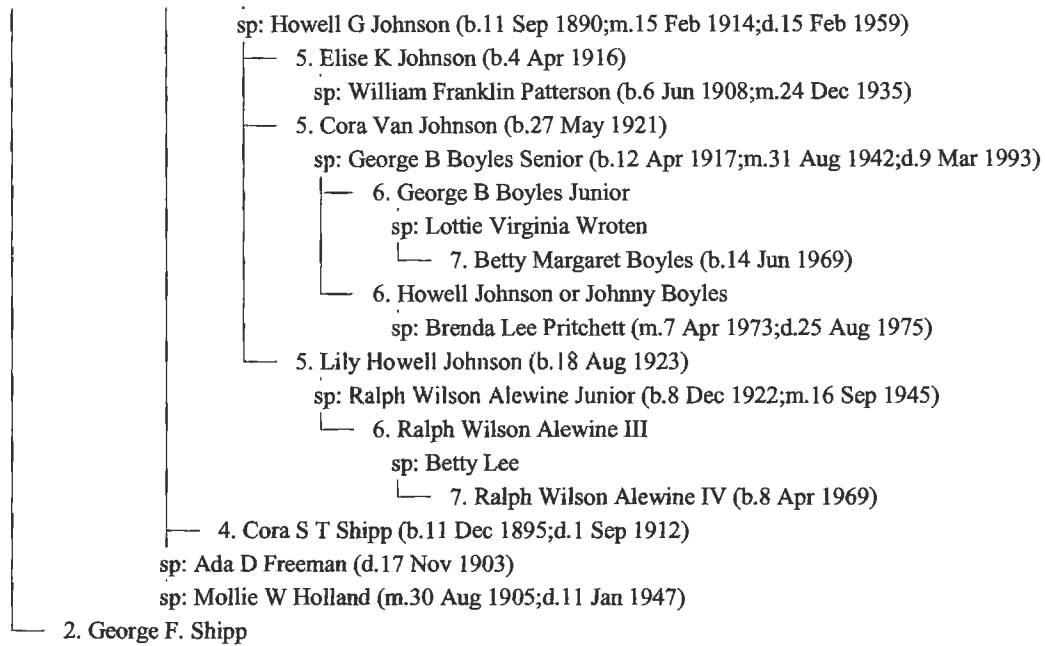 sp: Howell G Johnson (b.11 Sep 1890;m.15 Feb 1914;d.15 Feb 1959)
5. Elise K Johnson (b.4 Apr 1916)
sp: William Franklin Patterson (b.6 Jun 1908;m.24 Dec 1935)
5. Cora Van Johnson (b.27 May 1921)
sp: George B Boyles Senior (b.12 Apr 1917;m.31 Aug 1942;d.9 Mar 1993)
6. George B Boyles Junior
sp: Lottie Virginia Wroten
7. Betty Margaret Boyles (b.14 Jun 1969)
6. Howell Johnson or Johnny Boyles
sp: Brenda Lee Pritchett (m.7 Apr 1973;d.25 Aug 1975)
5. Lily Howell Johnson (b.18 Aug 1923)
sp: Ralph Wilson Alewine Junior (b.8 Dec 1922;m.16 Sep 1945)
6. Ralph Wilson Alewine III
sp: Betty Lee
7. Ralph Wilson Alewine IV (b.8 Apr 1969)
4. Cora S T Shipp (b.11 Dec 1895;d.1 Sep 1912)
sp: Ada D Freeman (d.17 Nov 1903)
sp: Mollie W Holland (m.30 Aug 1905;d.11 Jan 1947)
2. George F. Shipp